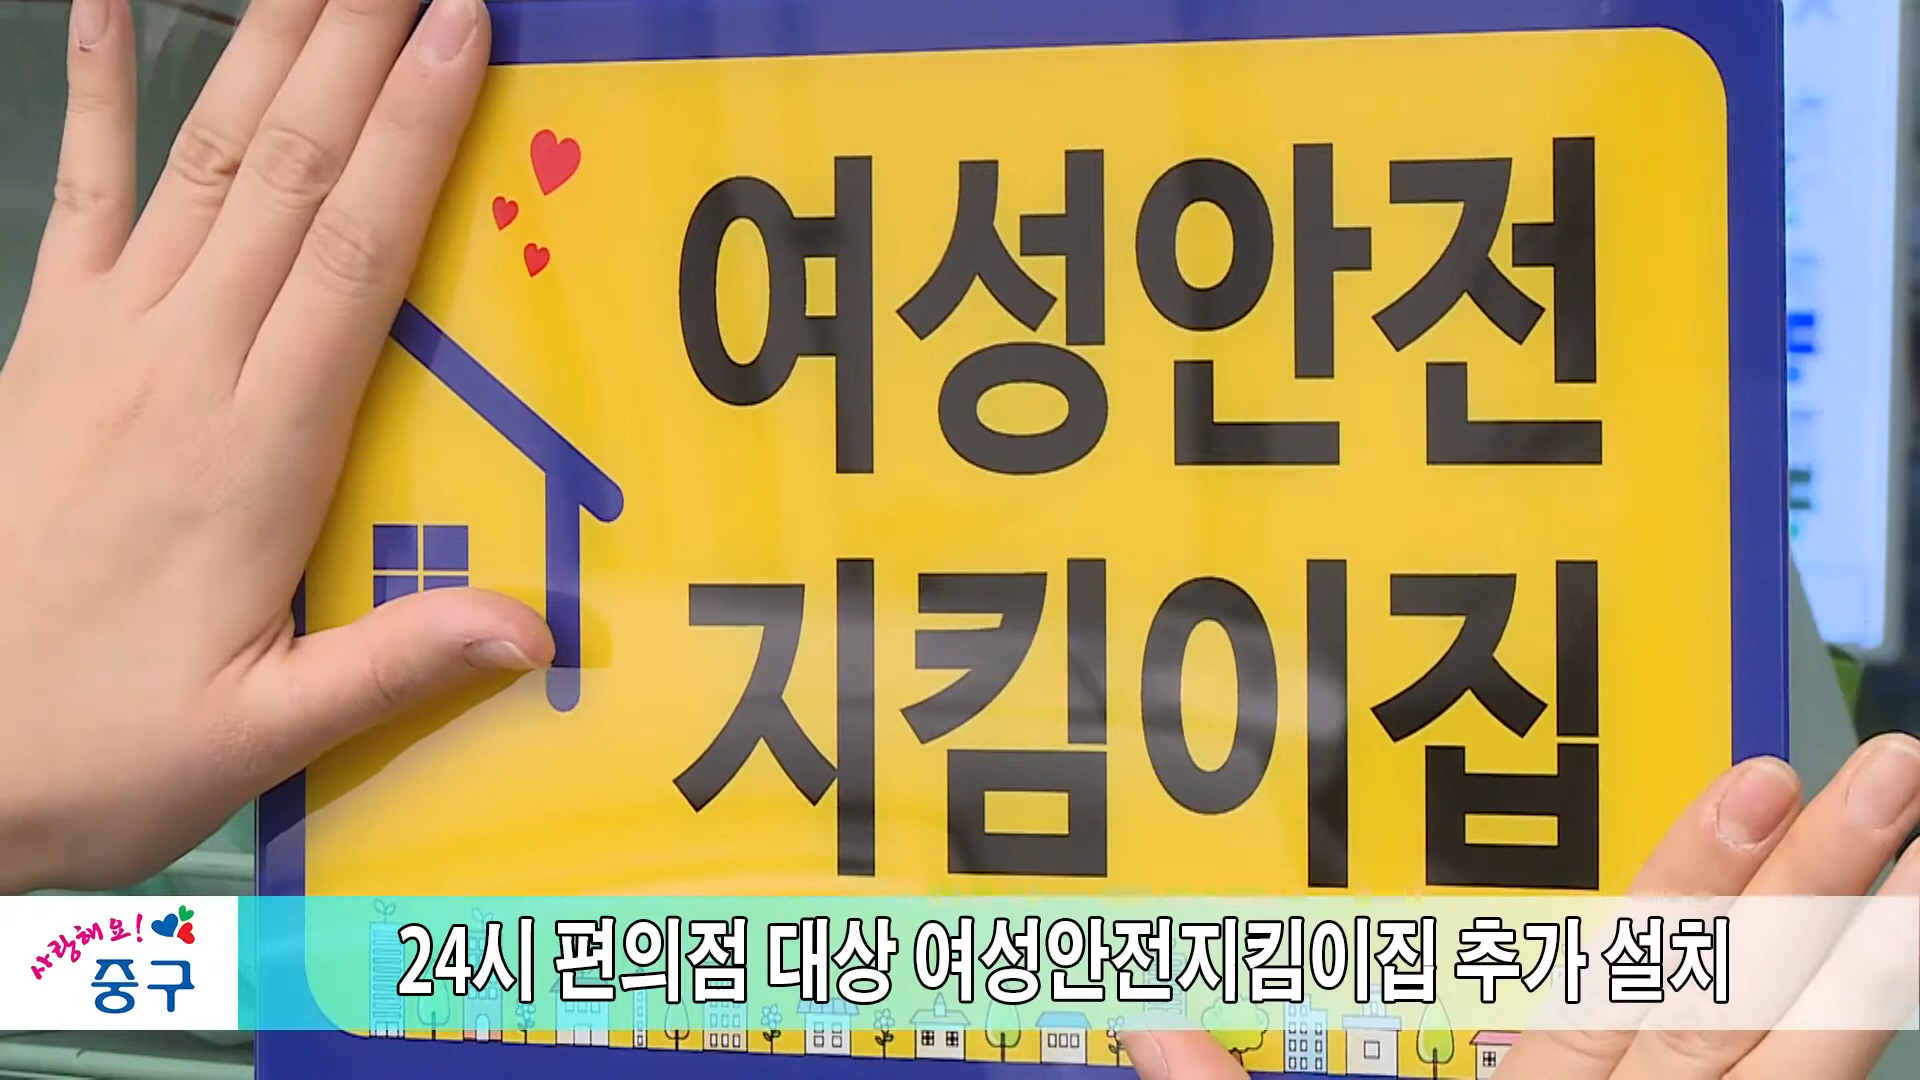 여성안전
지킴이집
사랑해요!
중구
24시 편의점 대상 여성안전지킴이집 추가 설치